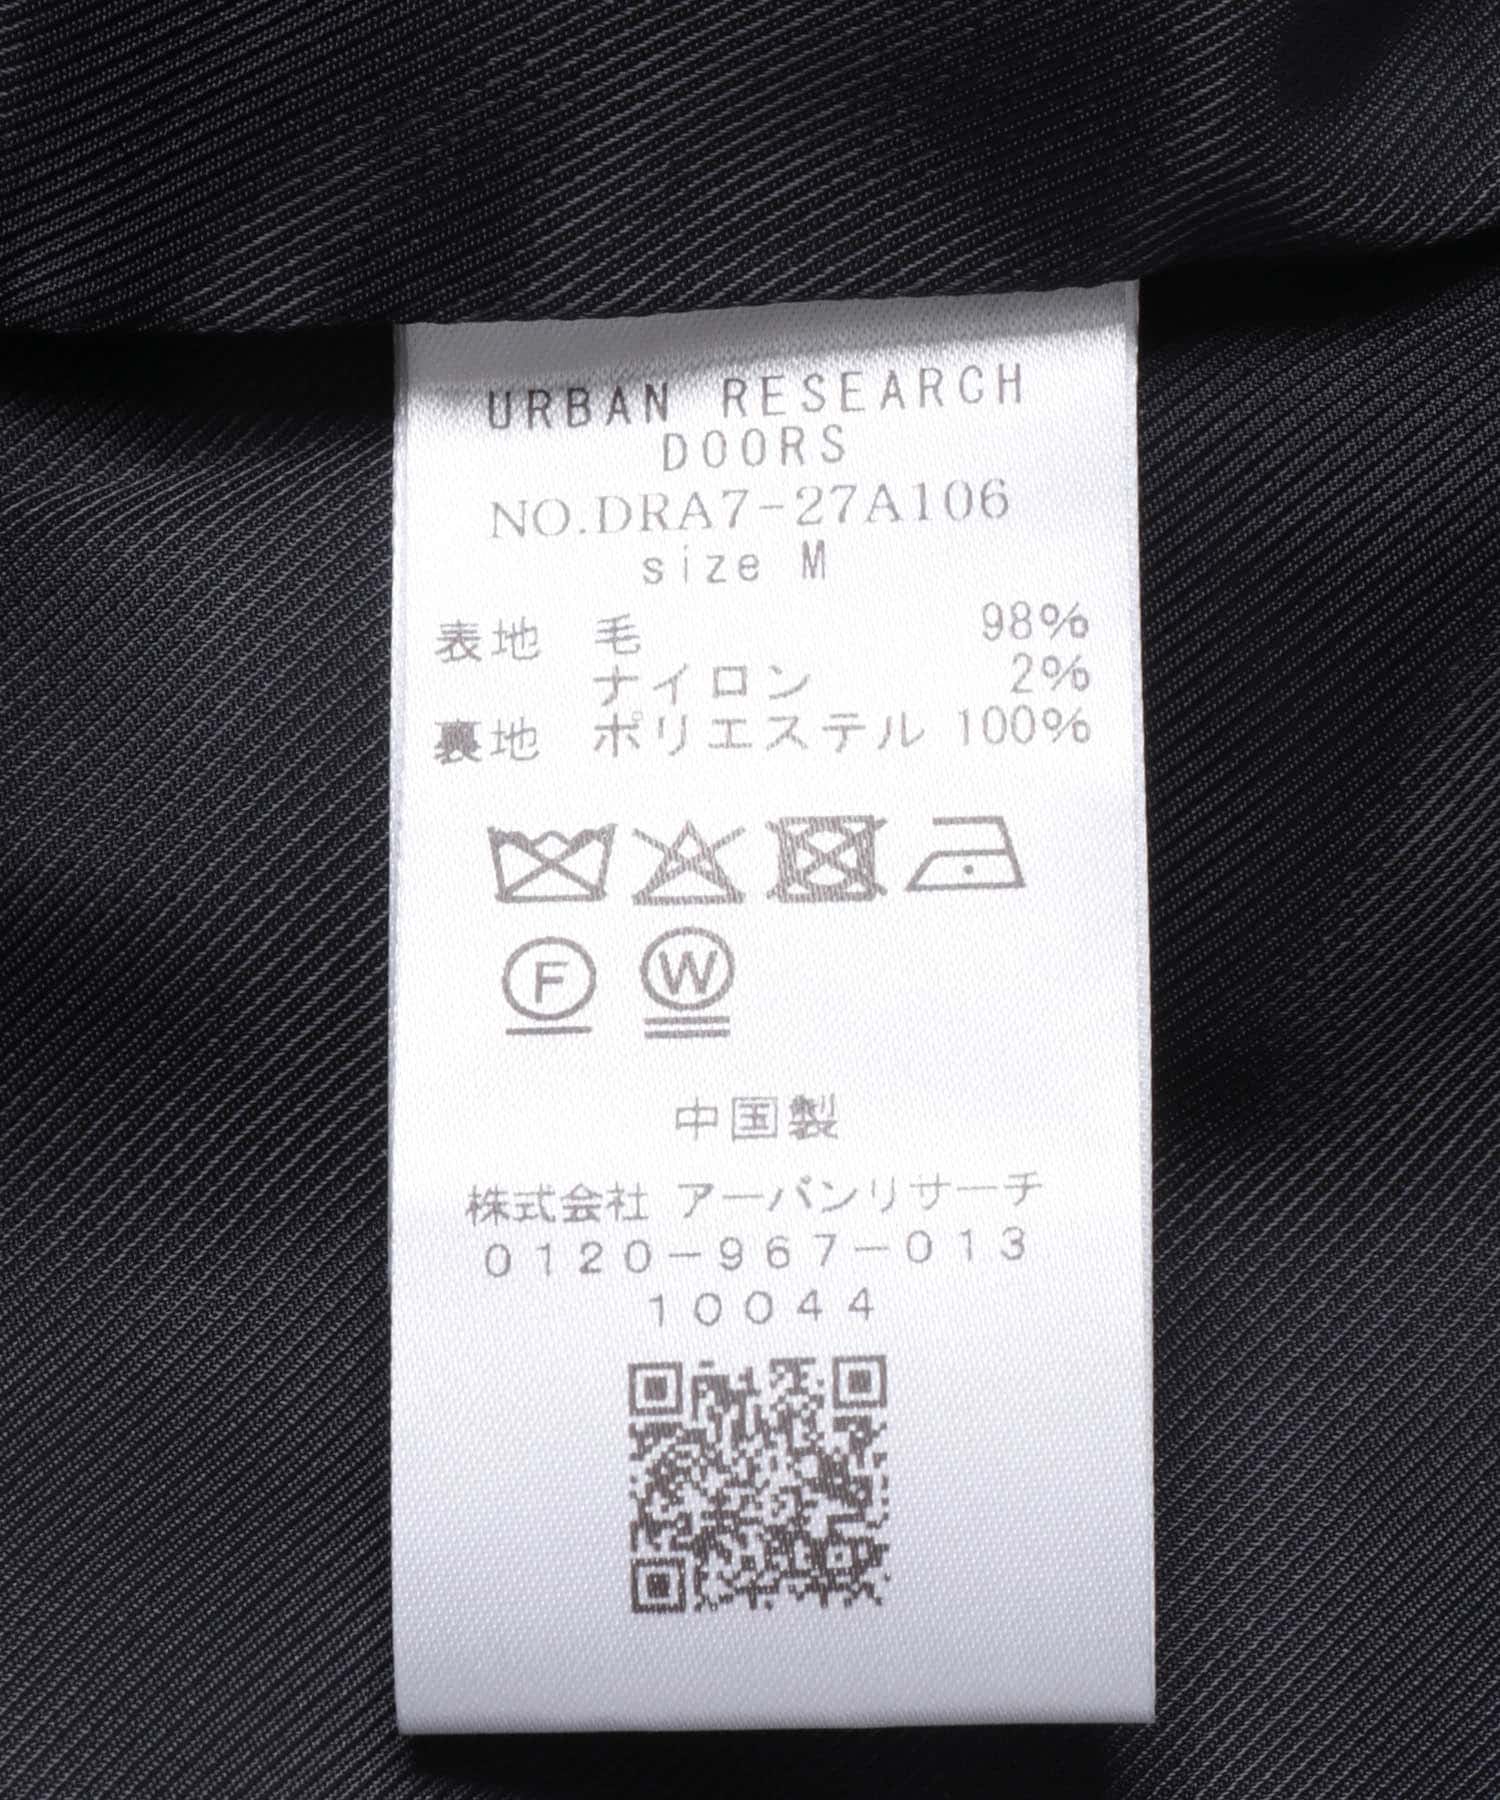 URBAN RESEARCH
DOORS
NO.DRA7-27A106
size M
表地 毛 98%
ナイロン 2%
裏地 ポリエステル 100%
F W
中国製
株式会社 アーバンリサーチ
0120-967-013
10044